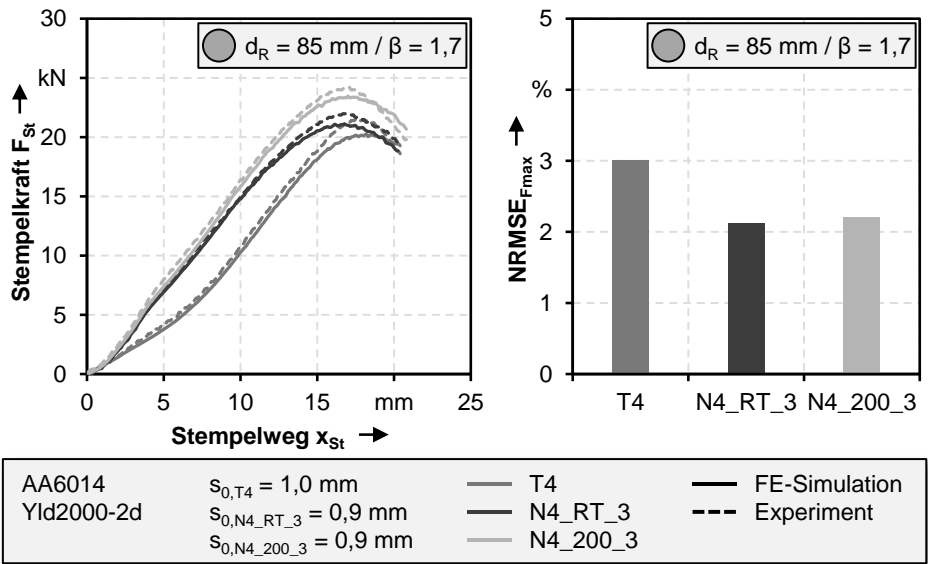 30
kN
20
15
10
5
0
Stempelkraft F_St
d_R = 85 mm / β = 1,7
0 5 10 15 mm 25
Stempelweg x_St
5
%
3
2
1
0
NRMSE_Fmax
d_R = 85 mm / β = 1,7
T4 N4_RT_3 N4_200_3
AA6014
Yld2000-2d
s_0,T4 = 1,0 mm
s_0,N4_RT_3 = 0,9 mm
s_0,N4_200_3 = 0,9 mm
T4
N4_RT_3
N4_200_3
FE-Simulation
Experiment